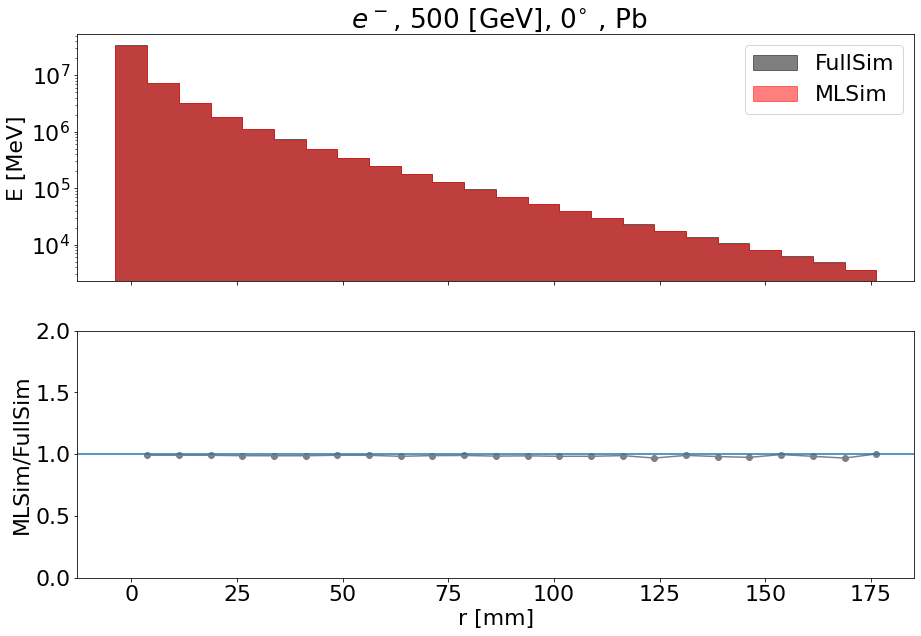 e⁻, 500 [GeV], 0° , Pb
FullSim
MLSim
10⁷
10⁶
10⁵
10⁴
E [MeV]
2.0
1.5
1.0
0.5
0.0
MLSim/FullSim
0 25 50 75 100 125 150 175
r [mm]